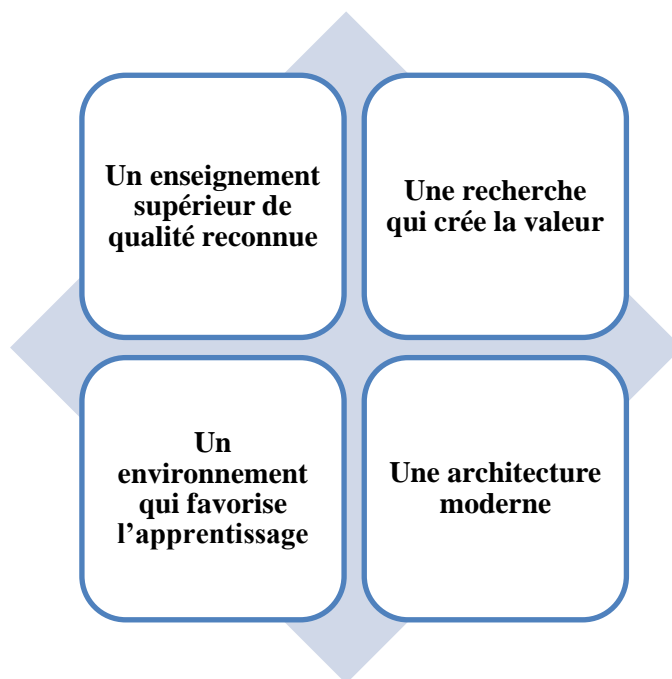 Un enseignement
supérieur de
qualité reconnue
Une recherche
qui crée la valeur
Un
environnement
qui favorise
l’apprentissage
Une architecture
moderne